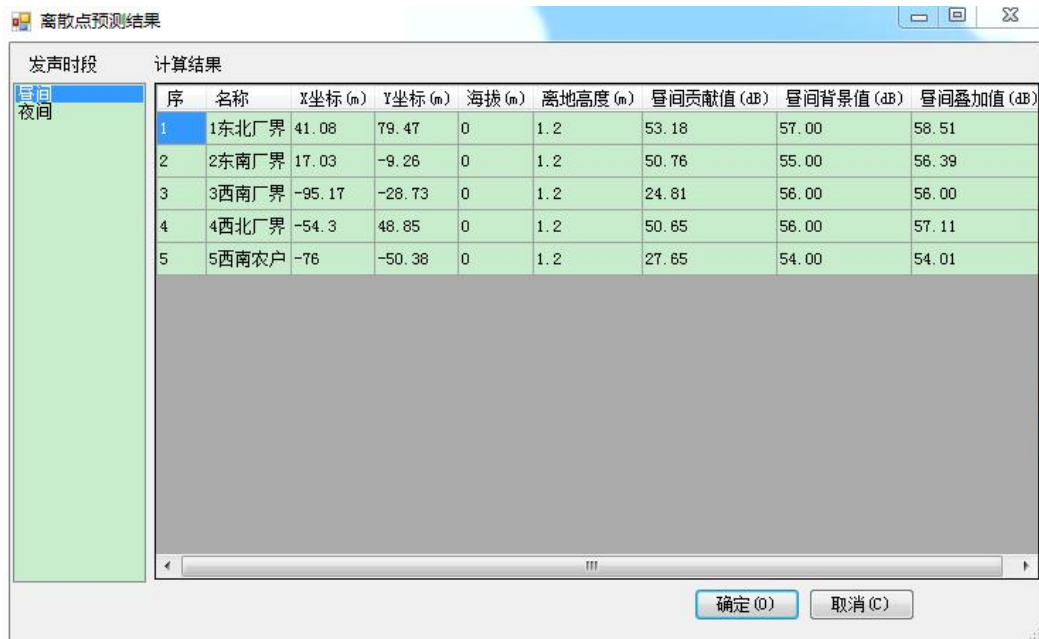 离散点预测结果
发声时段 计算结果
昼间
夜间
序 名称 X坐标(m) Y坐标(m) 海拔(m) 离地高度(m) 昼间贡献值(dB) 昼间背景值(dB) 昼间叠加值(dB)
1 1东北厂界 41.08 79.47 0 1.2 53.18 57.00 58.51
2 2东南厂界 17.03 -9.26 0 1.2 50.76 55.00 56.39
3 3西南厂界 -95.17 -28.73 0 1.2 24.81 56.00 56.00
4 4西北厂界 -54.3 48.85 0 1.2 50.65 56.00 57.11
5 5西南农户 -76 -50.38 0 1.2 27.65 54.00 54.01
确定(O) 取消(C)